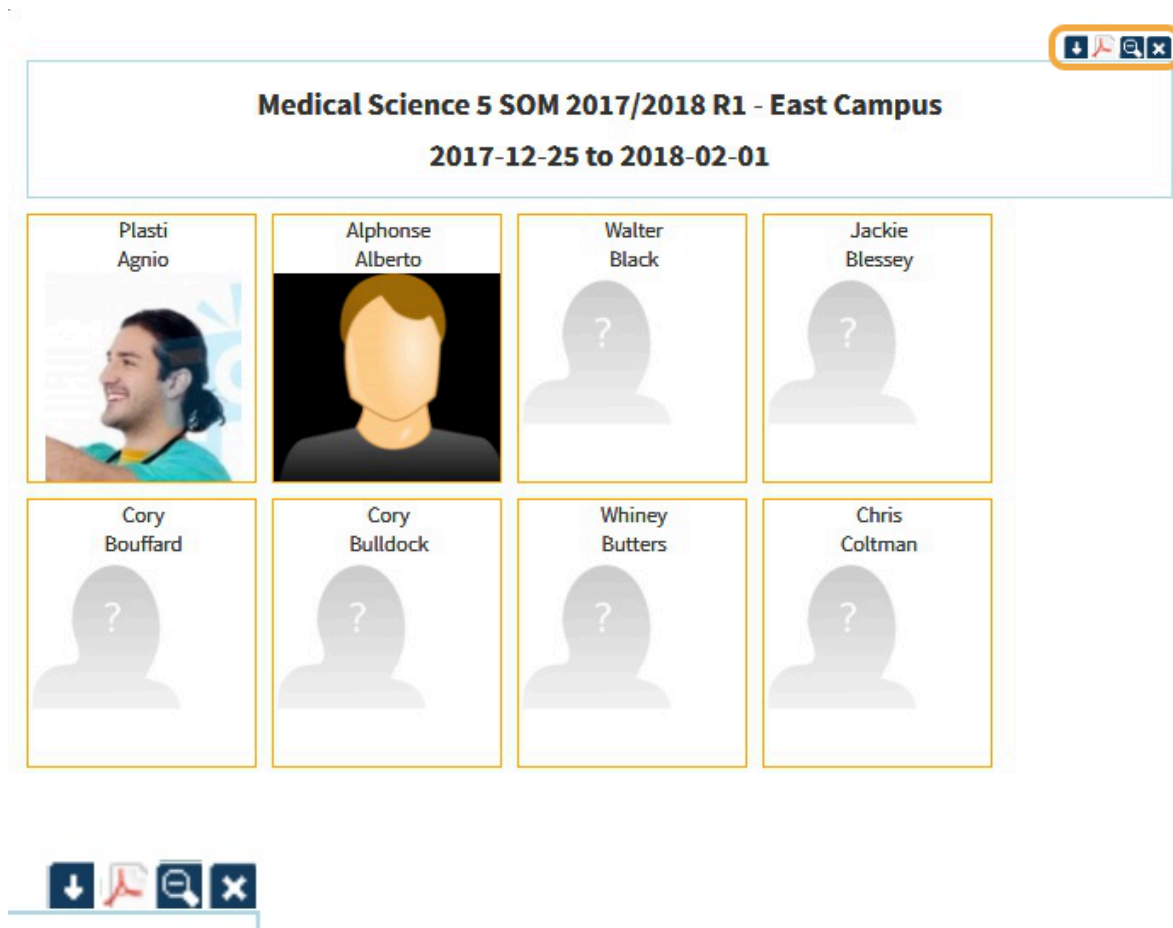 Medical Science 5 SOM 2017/2018 R1 - East Campus
2017-12-25 to 2018-02-01
Plasti
Agnio
Alphonse
Alberto
Walter
Black
Jackie
Blessey
?
?
Cory
Bouffard
Cory
Bulldock
Whiney
Butters
Chris
Coltman
?
?
?
?